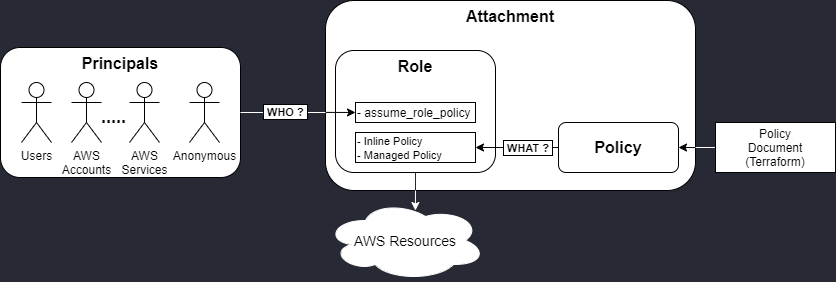 Attachment
Principals
Role
.....
Users
AWS
Accounts
AWS
Services
Anonymous
WHO ?
- assume_role_policy
- Inline Policy
- Managed Policy
WHAT ?
Policy
Policy
Document
(Terraform)
AWS Resources